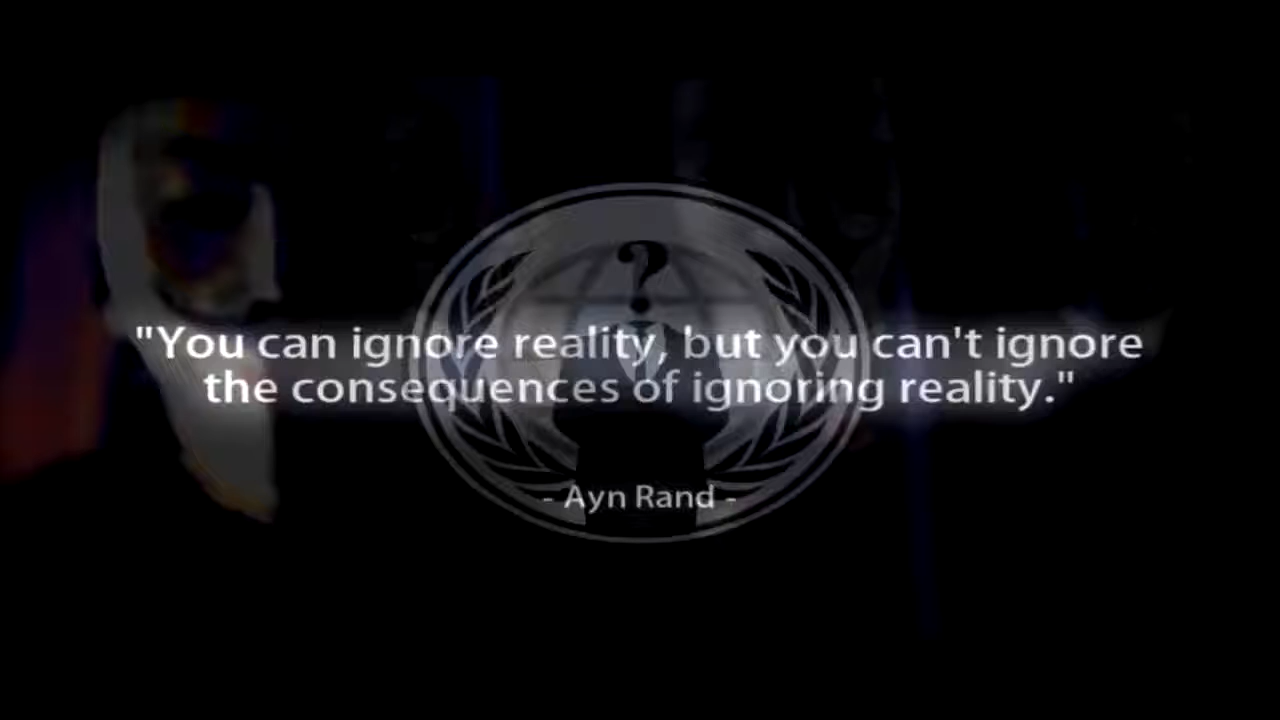 "You can ignore reality, but you can't ignore
the consequences of ignoring reality."
- Ayn Rand -